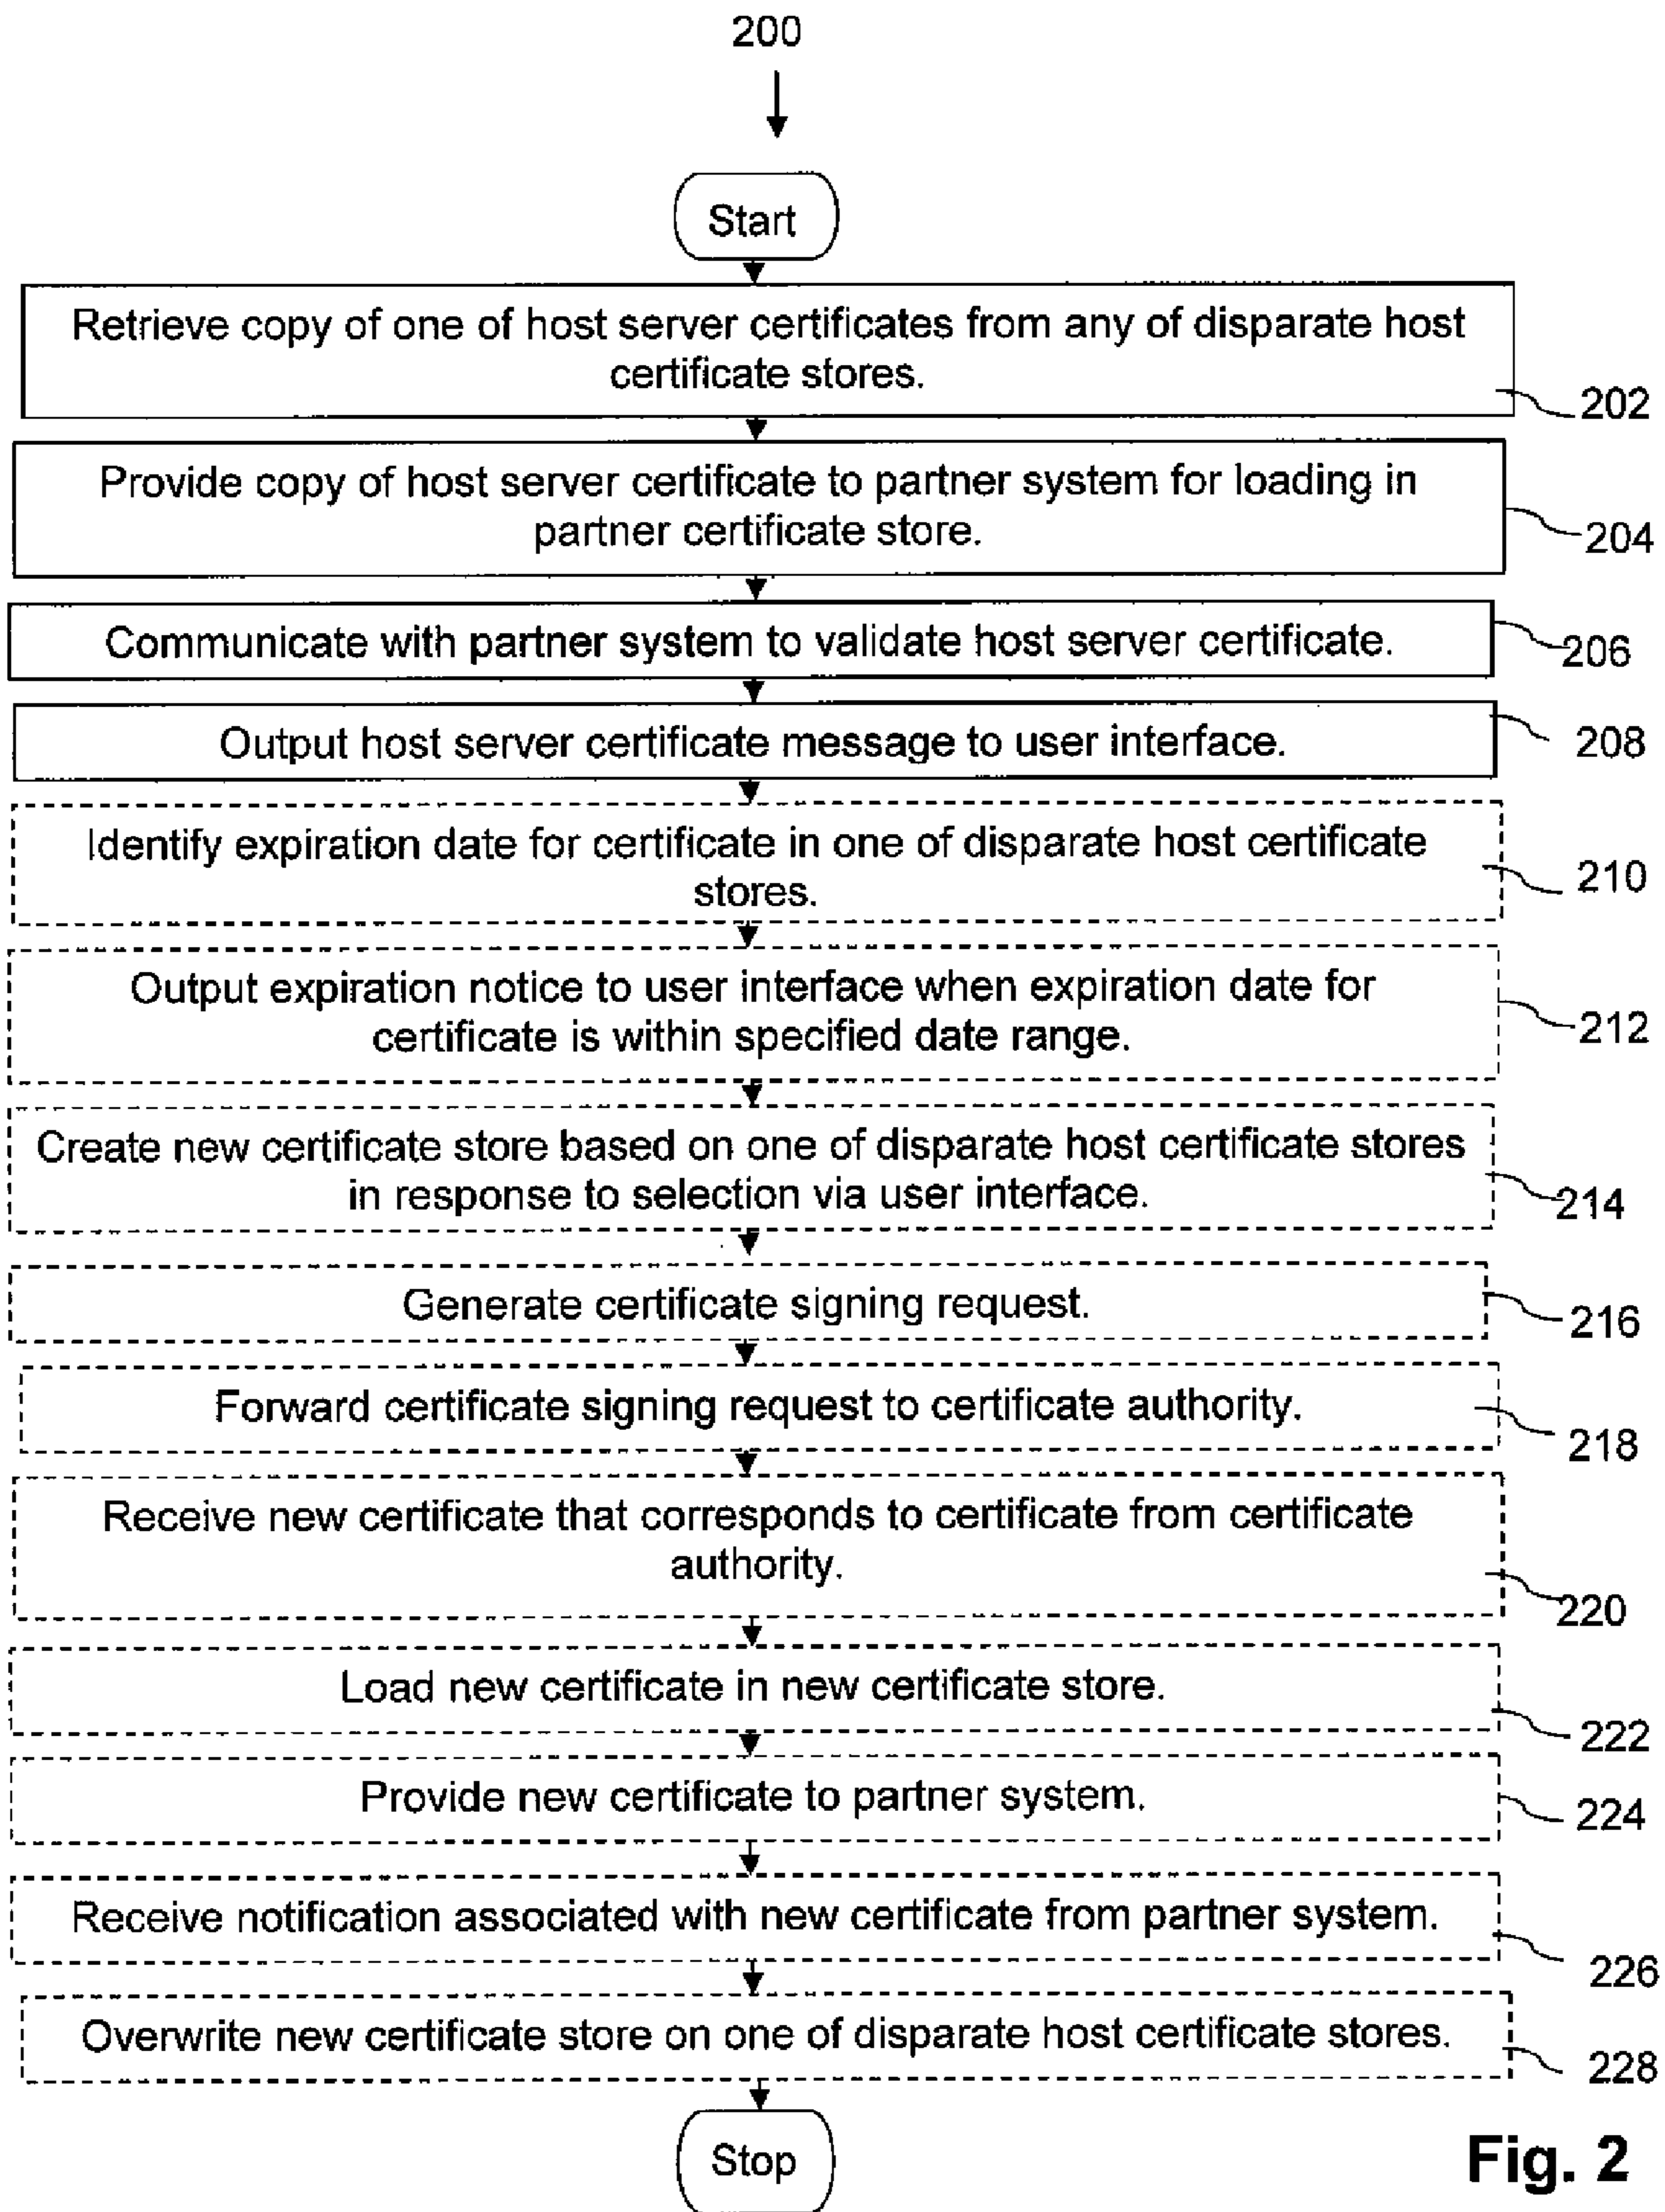 200
Start
Retrieve copy of one of host server certificates from any of disparate host
certificate stores.
202
Provide copy of host server certificate to partner system for loading in
partner certificate store.
204
Communicate with partner system to validate host server certificate.
206
Output host server certificate message to user interface.
208
Identify expiration date for certificate in one of disparate host certificate
stores.
210
Output expiration notice to user interface when expiration date for
certificate is within specified date range.
212
Create new certificate store based on one of disparate host certificate stores
in response to selection via user interface.
214
Generate certificate signing request.
216
Forward certificate signing request to certificate authority.
218
Receive new certificate that corresponds to certificate from certificate
authority.
220
Load new certificate in new certificate store.
222
Provide new certificate to partner system.
224
Receive notification associated with new certificate from partner system.
226
Overwrite new certificate store on one of disparate host certificate stores.
228
Stop
Fig. 2